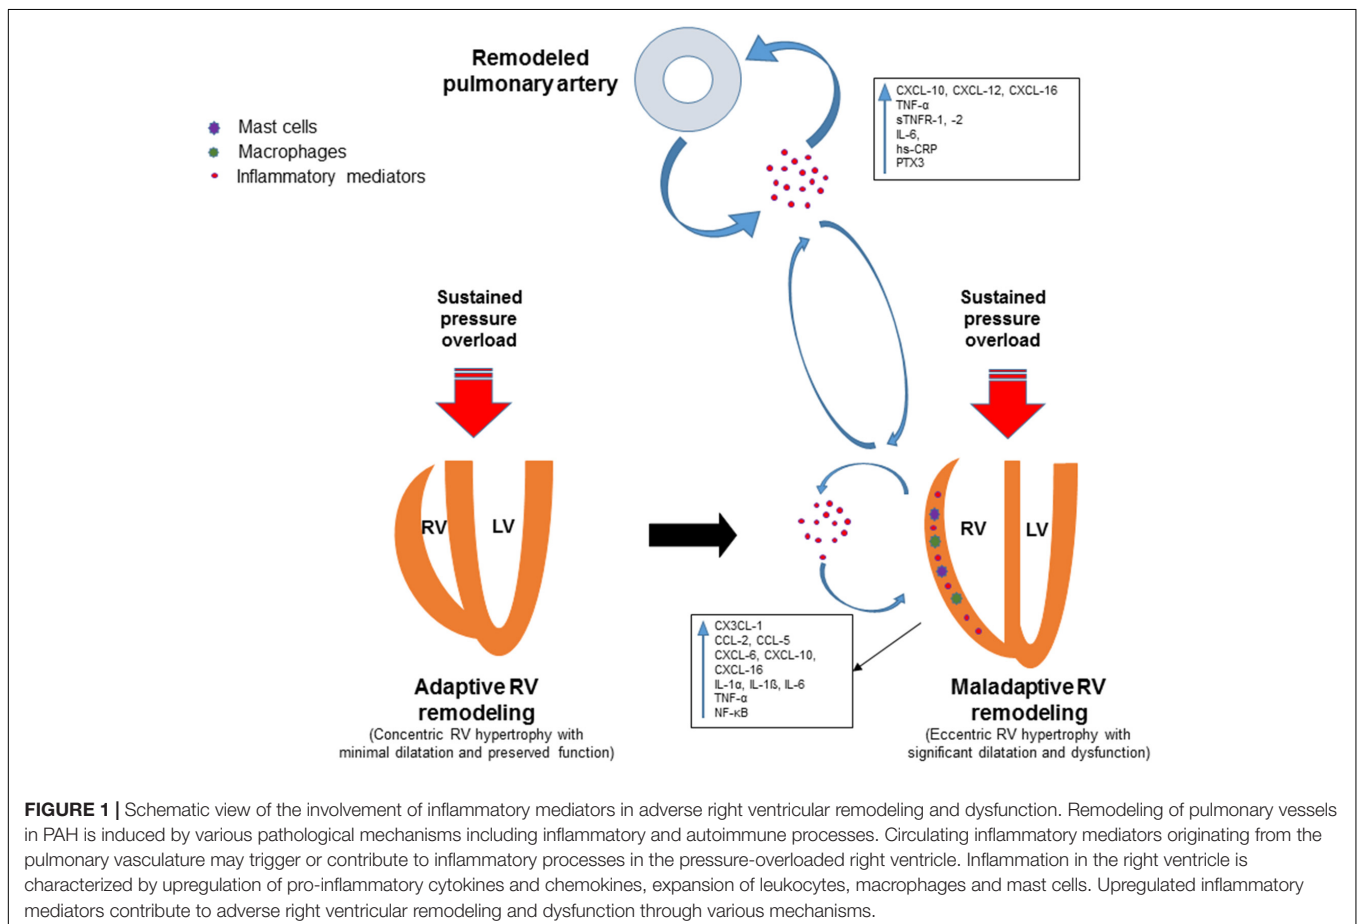 Remodeled
pulmonary artery
Mast cells
Macrophages
Inflammatory mediators
CXCL-10, CXCL-12, CXCL-16
TNF-α
sTNFR-1, -2
IL-6,
hs-CRP
PTX3
Sustained
pressure
overload
Sustained
pressure
overload
RV
LV
RV
LV
CX3CL-1
CCL-2, CCL-5
CXCL-6, CXCL-10,
CXCL-16
IL-1α, IL-1ß, IL-6
TNF-α
NF-κB
Adaptive RV
remodeling
(Concentric RV hypertrophy with
minimal dilatation and preserved function)
Maladaptive RV
remodeling
(Eccentric RV hypertrophy with
significant dilatation and dysfunction)
FIGURE 1 | Schematic view of the involvement of inflammatory mediators in adverse right ventricular remodeling and dysfunction. Remodeling of pulmonary vessels
in PAH is induced by various pathological mechanisms including inflammatory and autoimmune processes. Circulating inflammatory mediators originating from the
pulmonary vasculature may trigger or contribute to inflammatory processes in the pressure-overloaded right ventricle. Inflammation in the right ventricle is
characterized by upregulation of pro-inflammatory cytokines and chemokines, expansion of leukocytes, macrophages and mast cells. Upregulated inflammatory
mediators contribute to adverse right ventricular remodeling and dysfunction through various mechanisms.